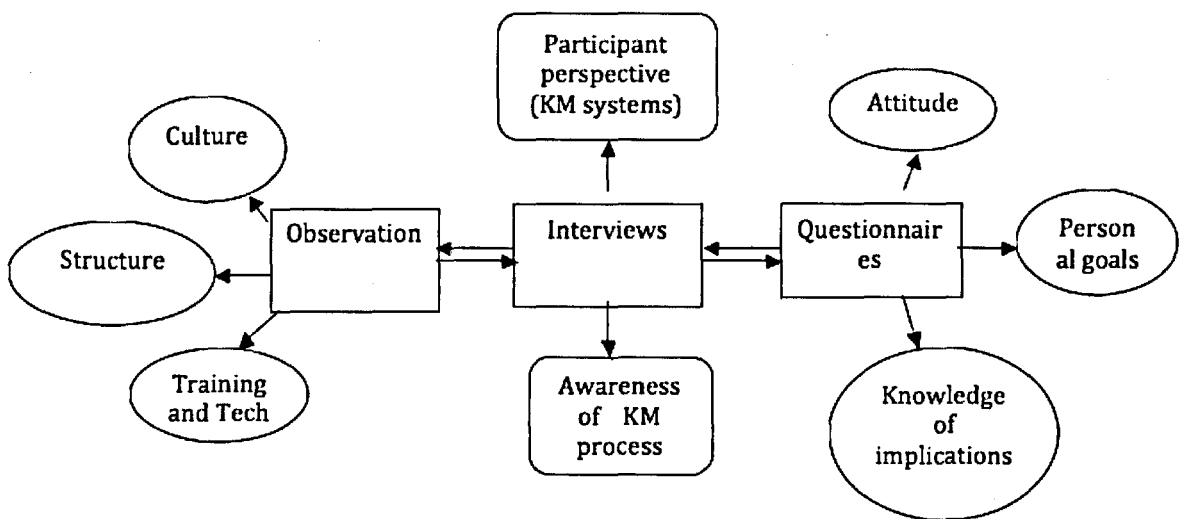 Participant
perspective
(KM systems)
Attitude
Culture
Observation
Interviews
Questionnair
es
Person
al goals
Structure
Training
and Tech
Awareness
of KM
process
Knowledge
of
implications